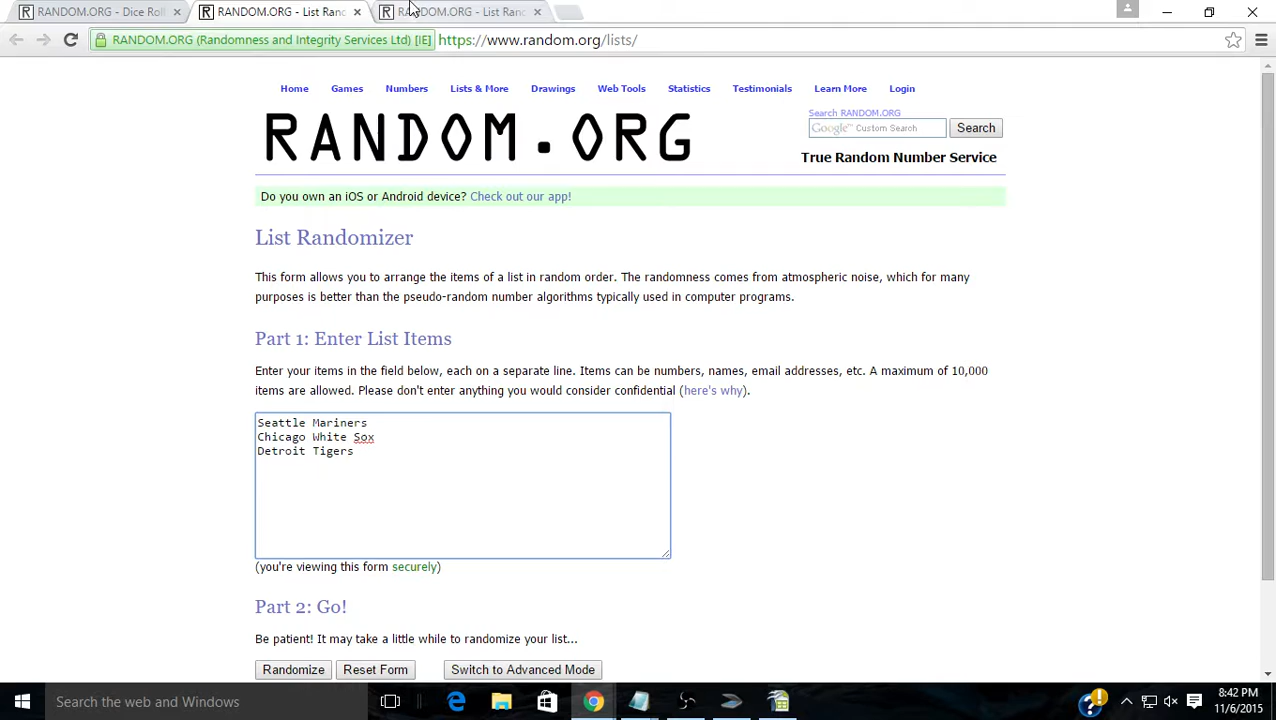 RANDOM.ORG - Dice Roll
RANDOM.ORG - List Ran
RANDOM.ORG - List Ran
RANDOM.ORG (Randomness and Integrity Services Ltd) [IE] https://www.random.org/lists/
Home Games Numbers Lists & More Drawings Web Tools Statistics Testimonials Learn More Login
RANDOM.ORG
Search RANDOM.ORG
Google™ Custom Search Search
True Random Number Service
Do you own an iOS or Android device? Check out our app!
List Randomizer
This form allows you to arrange the items of a list in random order. The randomness comes from atmospheric noise, which for many
purposes is better than the pseudo-random number algorithms typically used in computer programs.
Part 1: Enter List Items
Enter your items in the field below, each on a separate line. Items can be numbers, names, email addresses, etc. A maximum of 10,000
items are allowed. Please don't enter anything you would consider confidential (here's why).
Seattle Mariners
Chicago White Sox
Detroit Tigers
(you're viewing this form securely)
Part 2: Go!
Be patient! It may take a little while to randomize your list...
Randomize Reset Form Switch to Advanced Mode
Search the web and Windows
8:42 PM
11/6/2015